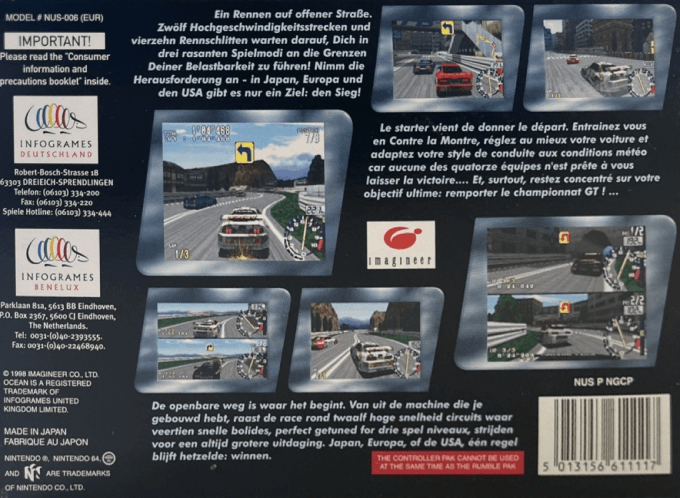 MODEL # NUS-006 (EUR)
IMPORTANT!
Please read the "Consumer
information and
precautions booklet" inside.
INFOGRAMES
DEUTSCHLAND
Robert-Bosch-Strasse 18
63303 DREIEICH-SPRENDLINGEN
Telefon: (06103) 334-200
Fax: (06103) 334-220
Spiele Hotline: (06103) 334-444
INFOGRAMES
BENELUX
Parklaan 81a, 5613 BB Eindhoven,
P.O. Box 2367, 5600 CJ Eindhoven,
The Netherlands.
Tel: 0031-(0)40-2393555.
Fax: 0031-(0)40-22468940.
© 1998 IMAGINEER CO., LTD.
OCEAN IS A REGISTERED
TRADEMARK OF
INFOGRAMES UNITED
KINGDOM LIMITED.
MADE IN JAPAN
FABRIQUE AU JAPON
NINTENDO ®, NINTENDO 64,
AND ARE TRADEMARKS
OF NINTENDO CO., LTD.
Ein Rennen auf offener Straße.
Zwölf Hochgeschwindigkeitsstrecken und
vierzehn Rennschlitten warten darauf, Dich in
drei rasanten Spielmodi an die Grenzen
Deiner Belastbarkeit zu führen! Nimm die
Herausforderung an - in Japan, Europa und
den USA gibt es nur ein Ziel: den Sieg!
1/3
Le starter vient de donner le départ. Entrainez vous
en Contre la Montre, réglez au mieux votre voiture et
adaptez votre style de conduite aux conditions météo
car aucune des quatorze équipes n'est prête à vous
laisser la victoire.... Et, surtout, restez concentré sur votre
objectif ultime: remporter le championnat GT ! ...
imagineer
De openbare weg is waar het begint. Van uit de machine die je
gebouwd hebt, raast de race rond twaalf hoge snelheid circuits waar
veertien snelle bolides, perfect getuned for drie spel niveaux, strijden
voor een altijd grotere uitdaging. Japan, Europa, of de USA, één regel
blijft hetzelde: winnen.
THE CONTROLLER PAK CANNOT BE USED
AT THE SAME TIME AS THE RUMBLE PAK
NUS P NGCP
5 013156 611117